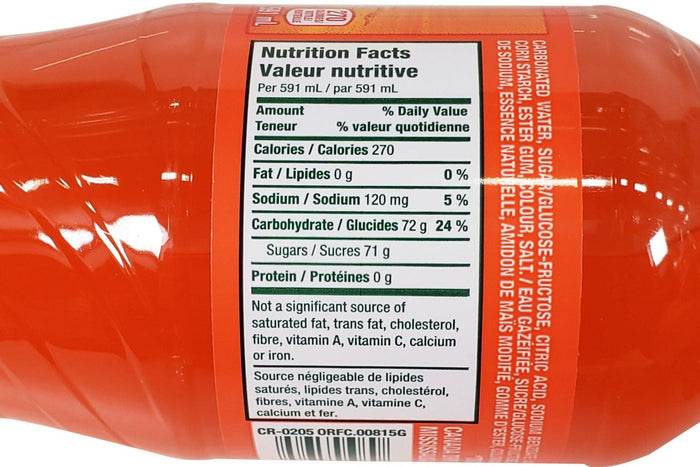 591 mL
270
Nutrition Facts
Valeur nutritive
Per 591 mL / par 591 mL
Amount % Daily Value
Teneur % valeur quotidienne
Calories / Calories 270
Fat / Lipides 0 g 0 %
Sodium / Sodium 120 mg 5 %
Carbohydrate / Glucides 72 g 24 %
Sugars / Sucres 71 g
Protein / Protéines 0 g
Not a significant source of
saturated fat, trans fat, cholesterol,
fibre, vitamin A, vitamin C, calcium
or iron.
Source négligeable de lipides
saturés, lipides trans, cholestérol,
fibres, vitamine A, vitamine C,
calcium et fer.
CR-0205 ORFC.00815G
CARBONATED WATER, SUGAR/GLUCOSE-FRUCTOSE, CITRIC ACID, SODIUM
CORN STARCH, ESTER GUM, COLOUR, SALT. / EAU GAZÉIFIÉE, SUCRE/GLUCOSE-
DE SODIUM, ESSENCE NATURELLE, AMIDON DE MAÏS MODIFIÉ, GOMME D'ESTER,